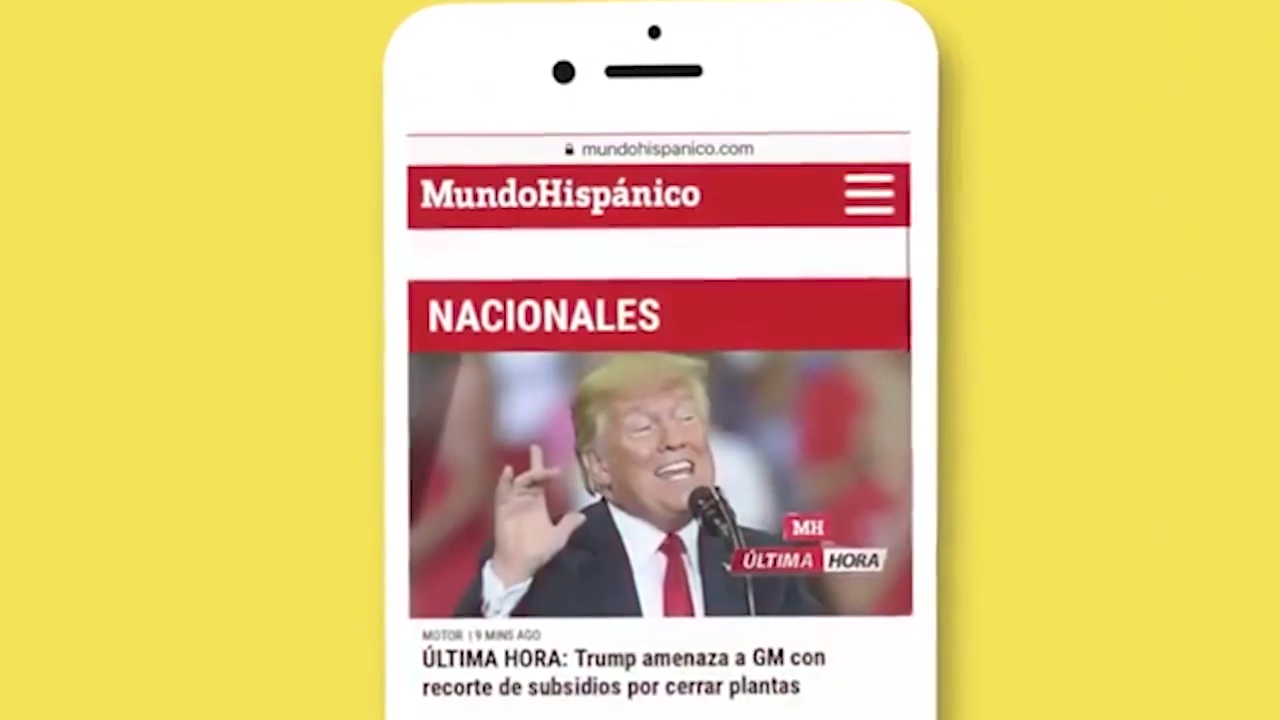 mundohispanico.com
MundoHispánico
NACIONALES
MH
ÚLTIMA HORA
MOTOR | 9 MINS AGO
ÚLTIMA HORA: Trump amenaza a GM con
recorte de subsidios por cerrar plantas